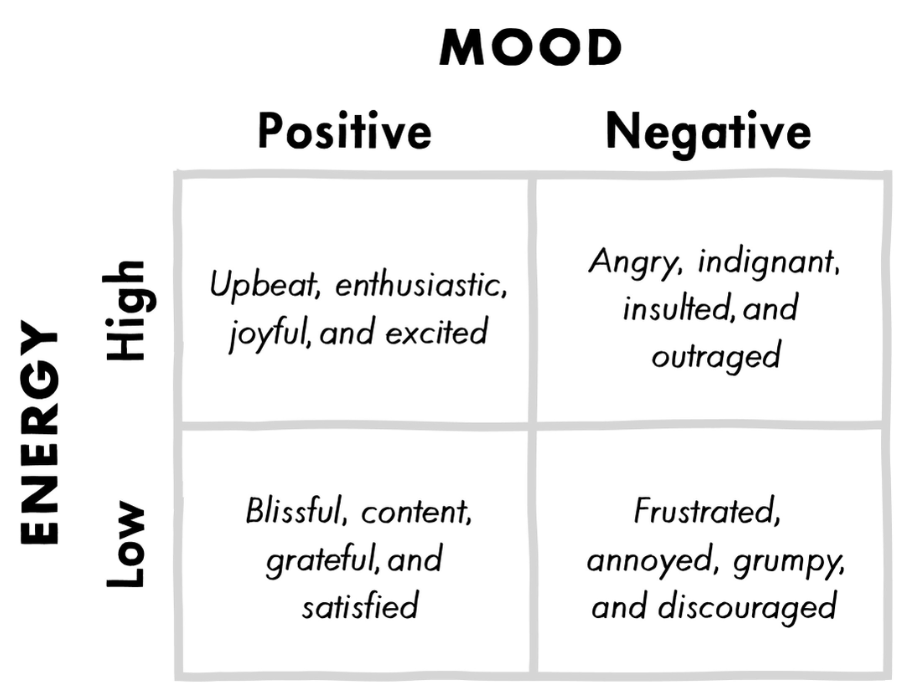 MOOD
Positive
Negative
ENERGY
High
Upbeat, enthusiastic,
joyful, and excited
Angry, indignant,
insulted, and
outraged
Low
Blissful, content,
grateful, and
satisfied
Frustrated,
annoyed, grumpy,
and discouraged